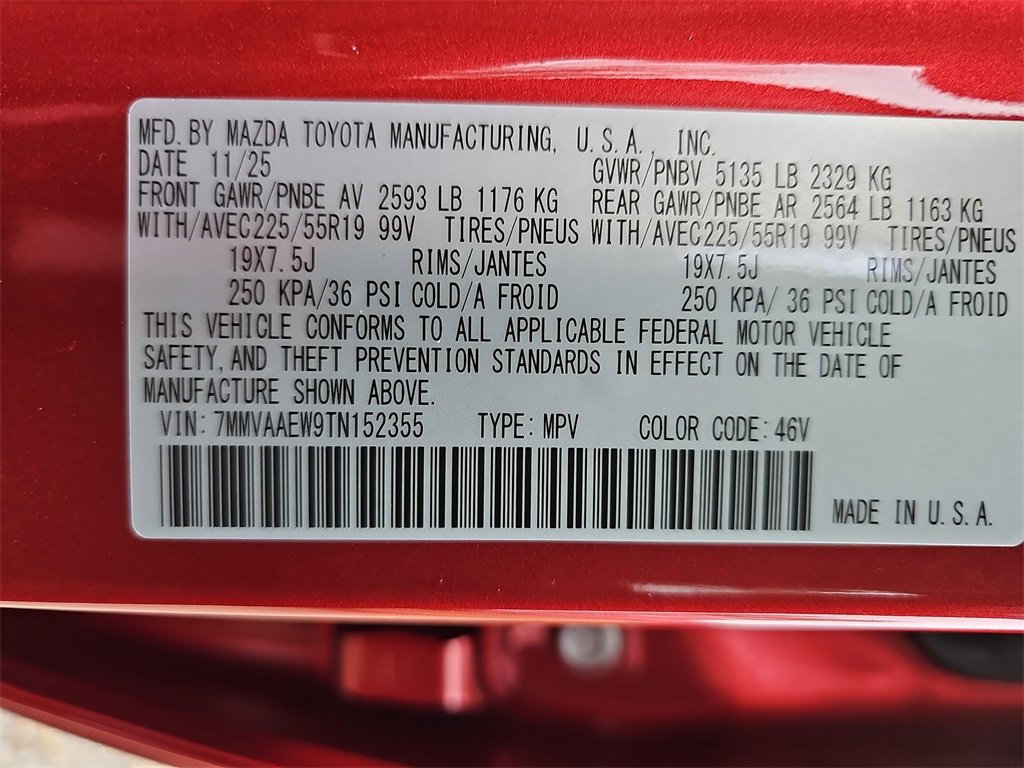 MFD. BY MAZDA TOYOTA MANUFACTURING, U.S.A., INC.
DATE 11/25 GVWR/PNBV 5135 LB 2329 KG
FRONT GAWR/PNBE AV 2593 LB 1176 KG REAR GAWR/PNBE AR 2564 LB 1163 KG
WITH/AVEC225/55R19 99V TIRES/PNEUS WITH/AVEC225/55R19 99V TIRES/PNEUS
19X7.5J RIMS/JANTES 19X7.5J RIMS/JANTES
250 KPA/36 PSI COLD/A FROID 250 KPA/ 36 PSI COLD/A FROID
THIS VEHICLE CONFORMS TO ALL APPLICABLE FEDERAL MOTOR VEHICLE
SAFETY, AND THEFT PREVENTION STANDARDS IN EFFECT ON THE DATE OF
MANUFACTURE SHOWN ABOVE.
VIN: 7MMVAAEW9TN152355 TYPE: MPV COLOR CODE: 46V
MADE IN U.S.A.